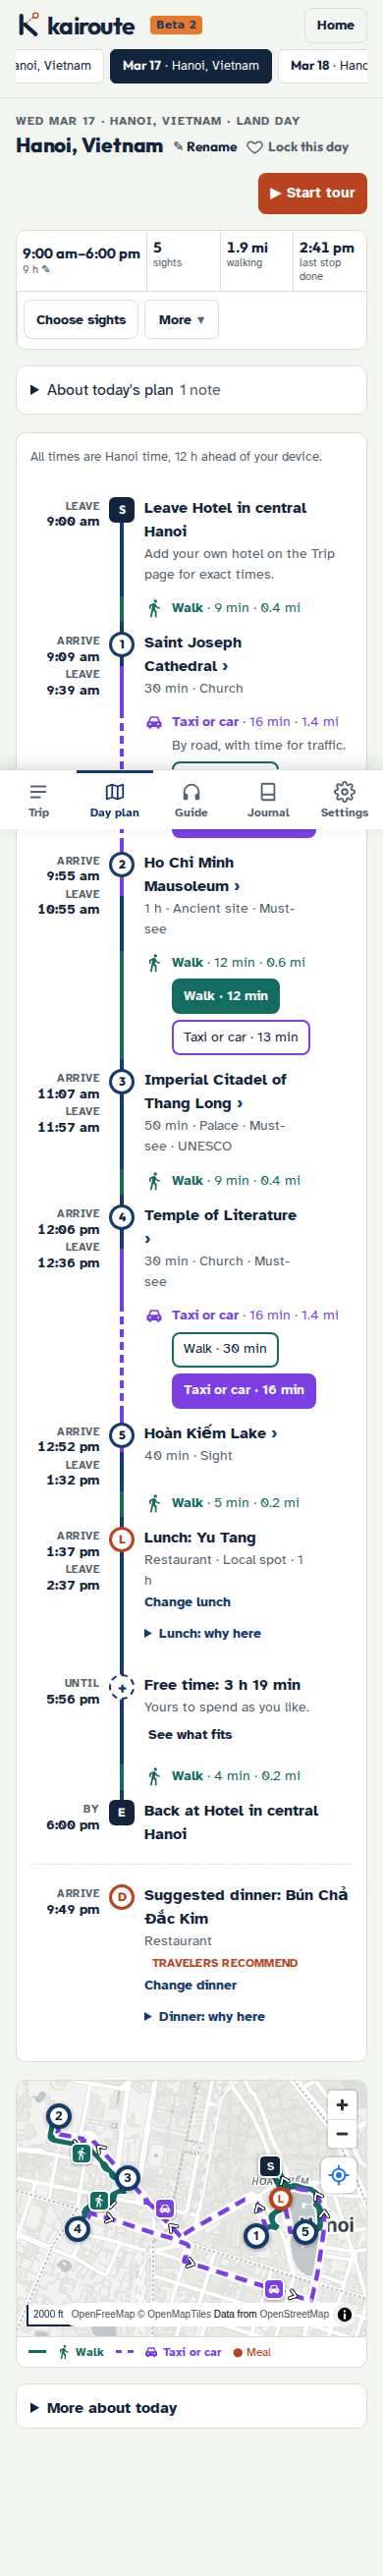 kairoute Beta 2 Home
anoi, Vietnam Mar 17 · Hanoi, Vietnam Mar 18 · Hanc
WED MAR 17 · HANOI, VIETNAM · LAND DAY
Hanoi, Vietnam ✎ Rename ♡ Lock this day
▶ Start tour
9:00 am–6:00 pm 5 1.9 mi 2:41 pm
9 h ✎ sights walking last stop
done
Choose sights More ▾
▶ About today's plan 1 note
All times are Hanoi time, 12 h ahead of your device.
LEAVE
9:00 am
S
Leave Hotel in central
Hanoi
Add your own hotel on the Trip
page for exact times.
Walk · 9 min · 0.4 mi
ARRIVE
9:09 am
LEAVE
9:39 am
1
Saint Joseph
Cathedral ›
30 min · Church
Taxi or car · 16 min · 1.4 mi
By road, with time for traffic.
Trip Day plan Guide Journal Settings
ARRIVE
9:55 am
LEAVE
10:55 am
2
Ho Chi Minh
Mausoleum ›
1 h · Ancient site · Must-
see
Walk · 12 min · 0.6 mi
Walk · 12 min
Taxi or car · 13 min
ARRIVE
11:07 am
LEAVE
11:57 am
3
Imperial Citadel of
Thang Long ›
50 min · Palace · Must-
see · UNESCO
Walk · 9 min · 0.4 mi
ARRIVE
12:06 pm
LEAVE
12:36 pm
4
Temple of Literature
›
30 min · Church · Must-
see
Taxi or car · 16 min · 1.4 mi
Walk · 30 min
Taxi or car · 16 min
ARRIVE
12:52 pm
LEAVE
1:32 pm
5
Hoàn Kiếm Lake ›
40 min · Sight
Walk · 5 min · 0.2 mi
ARRIVE
1:37 pm
LEAVE
2:37 pm
L
Lunch: Yu Tang
Restaurant · Local spot · 1
h
Change lunch
▶ Lunch: why here
UNTIL
5:56 pm
+
Free time: 3 h 19 min
Yours to spend as you like.
See what fits
Walk · 4 min · 0.2 mi
BY
6:00 pm
E
Back at Hotel in central
Hanoi
ARRIVE
9:49 pm
D
Suggested dinner: Bún Chả
Đắc Kim
Restaurant
TRAVELERS RECOMMEND
Change dinner
▶ Dinner: why here
+
−
2
3
4
S
L
1
5
noi
2000 ft OpenFreeMap © OpenMapTiles Data from OpenStreetMap
Walk Taxi or car Meal
▶ More about today